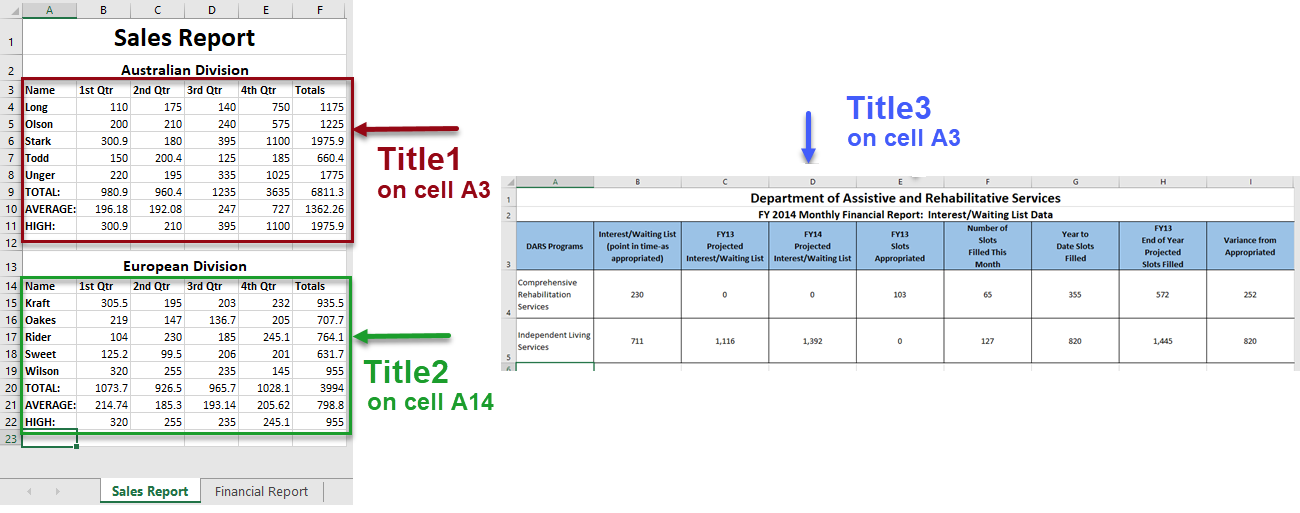 A B C D E F
1 Sales Report
2 Australian Division
3 Name 1st Qtr 2nd Qtr 3rd Qtr 4th Qtr Totals
4 Long 110 175 140 750 1175
5 Olson 200 210 240 575 1225
6 Stark 300.9 180 395 1100 1975.9
7 Todd 150 200.4 125 185 660.4
8 Unger 220 195 335 1025 1775
9 TOTAL: 980.9 960.4 1235 3635 6811.3
10 AVERAGE: 196.18 192.08 247 727 1362.26
11 HIGH: 300.9 210 395 1100 1975.9
12
13 European Division
14 Name 1st Qtr 2nd Qtr 3rd Qtr 4th Qtr Totals
15 Kraft 305.5 195 203 232 935.5
16 Oakes 219 147 136.7 205 707.7
17 Rider 104 230 185 245.1 764.1
18 Sweet 125.2 99.5 206 201 631.7
19 Wilson 320 255 235 145 955
20 TOTAL: 1073.7 926.5 965.7 1028.1 3994
21 AVERAGE: 214.74 185.3 193.14 205.62 798.8
22 HIGH: 320 255 235 245.1 955
23
Sales Report Financial Report
Title1
on cell A3
Title2
on cell A14
Title3
on cell A3
A B C D E F G H I
1 Department of Assistive and Rehabilitative Services
2 FY 2014 Monthly Financial Report: Interest/Waiting List Data
3
DARS Programs
Interest/Waiting List
(point in time-as
appropriated)
FY13
Projected
Interest/Waiting List
FY14
Projected
Interest/Waiting List
FY13
Slots
Appropriated
Number of
Slots
Filled This
Month
Year to
Date Slots
Filled
FY13
End of Year
Projected
Slots Filled
Variance from
Appropriated
4
Comprehensive
Rehabilitation
Services
230 0 0 103 65 355 572 252
5
Independent Living
Services
711 1,116 1,392 0 127 820 1,445 820
6